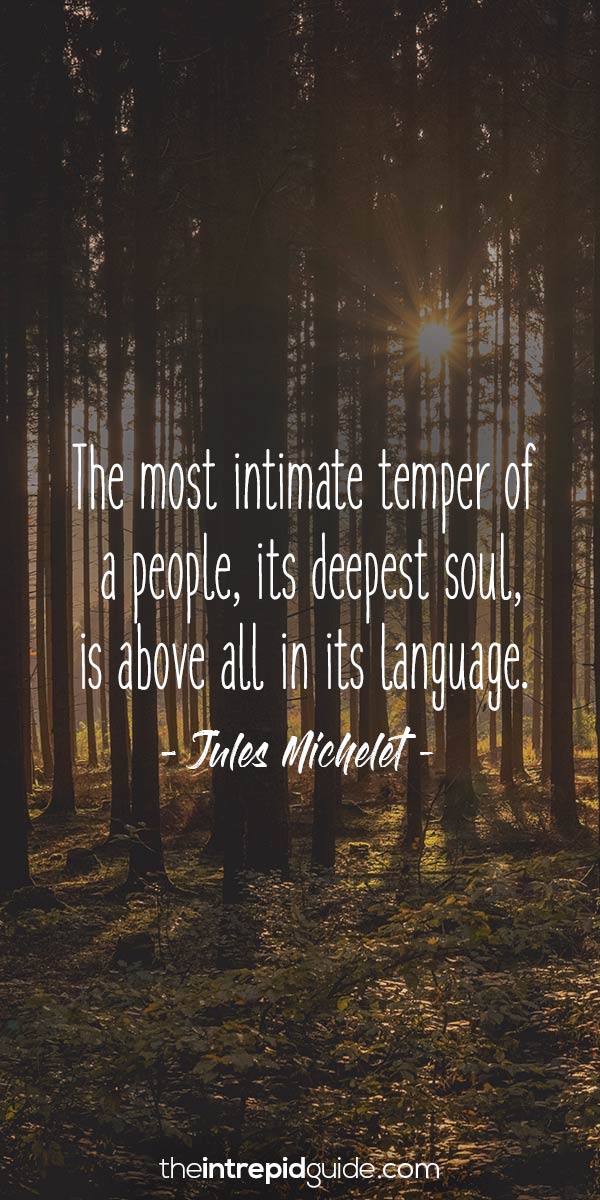 The most intimate temper of
a people, its deepest soul,
is above all in its language.
- Jules Michelet -
theintrepidguide.com